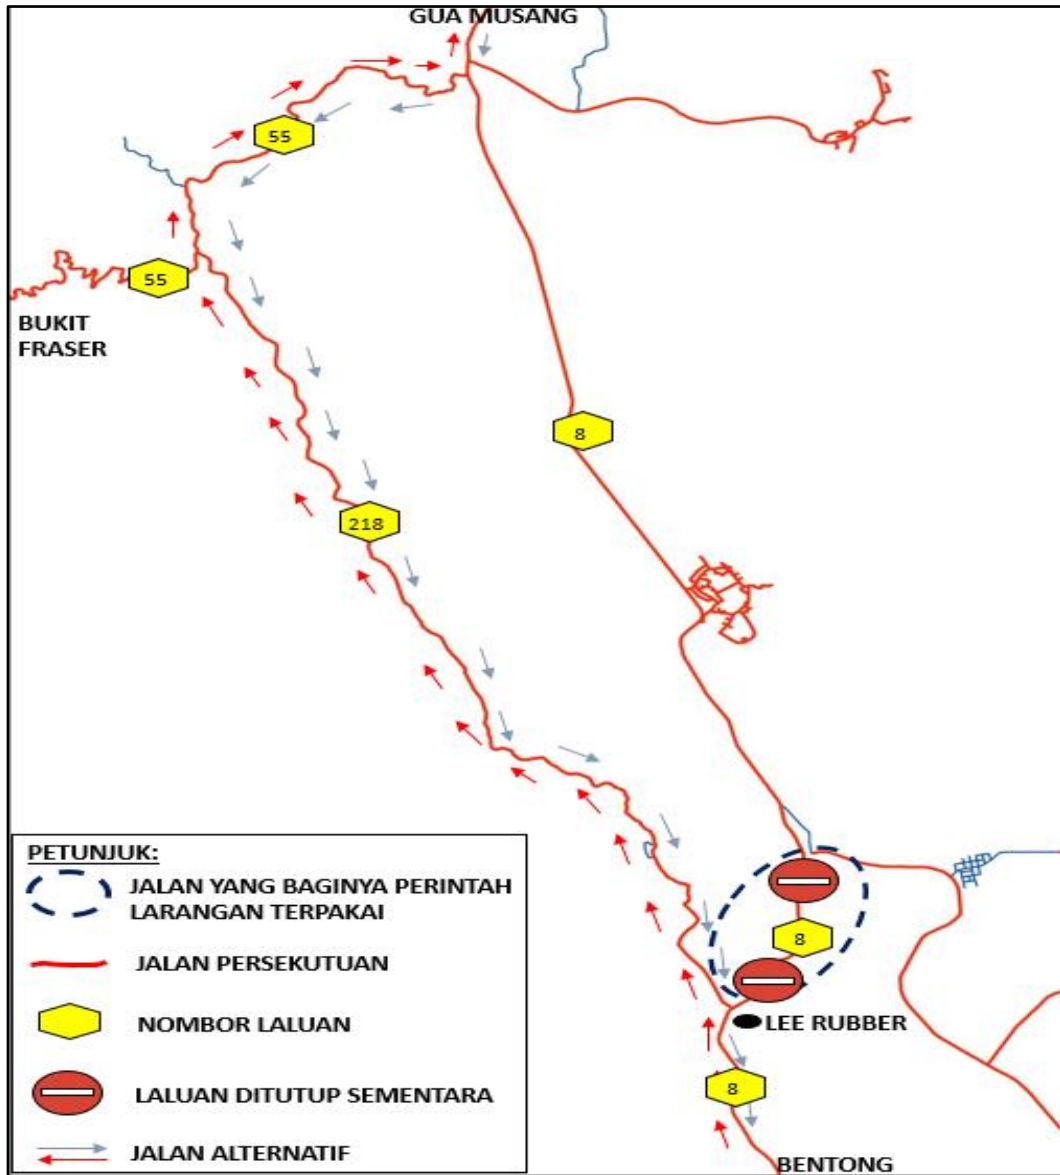 GUA MUSANG
55
55
BUKIT
FRASER
8
218
8
LEE RUBBER
8
BENTONG
PETUNJUK:
JALAN YANG BAGINYA PERINTAH
LARANGAN TERPAKAI
JALAN PERSEKUTUAN
NOMBOR LALUAN
LALUAN DITUTUP SEMENTARA
JALAN ALTERNATIF